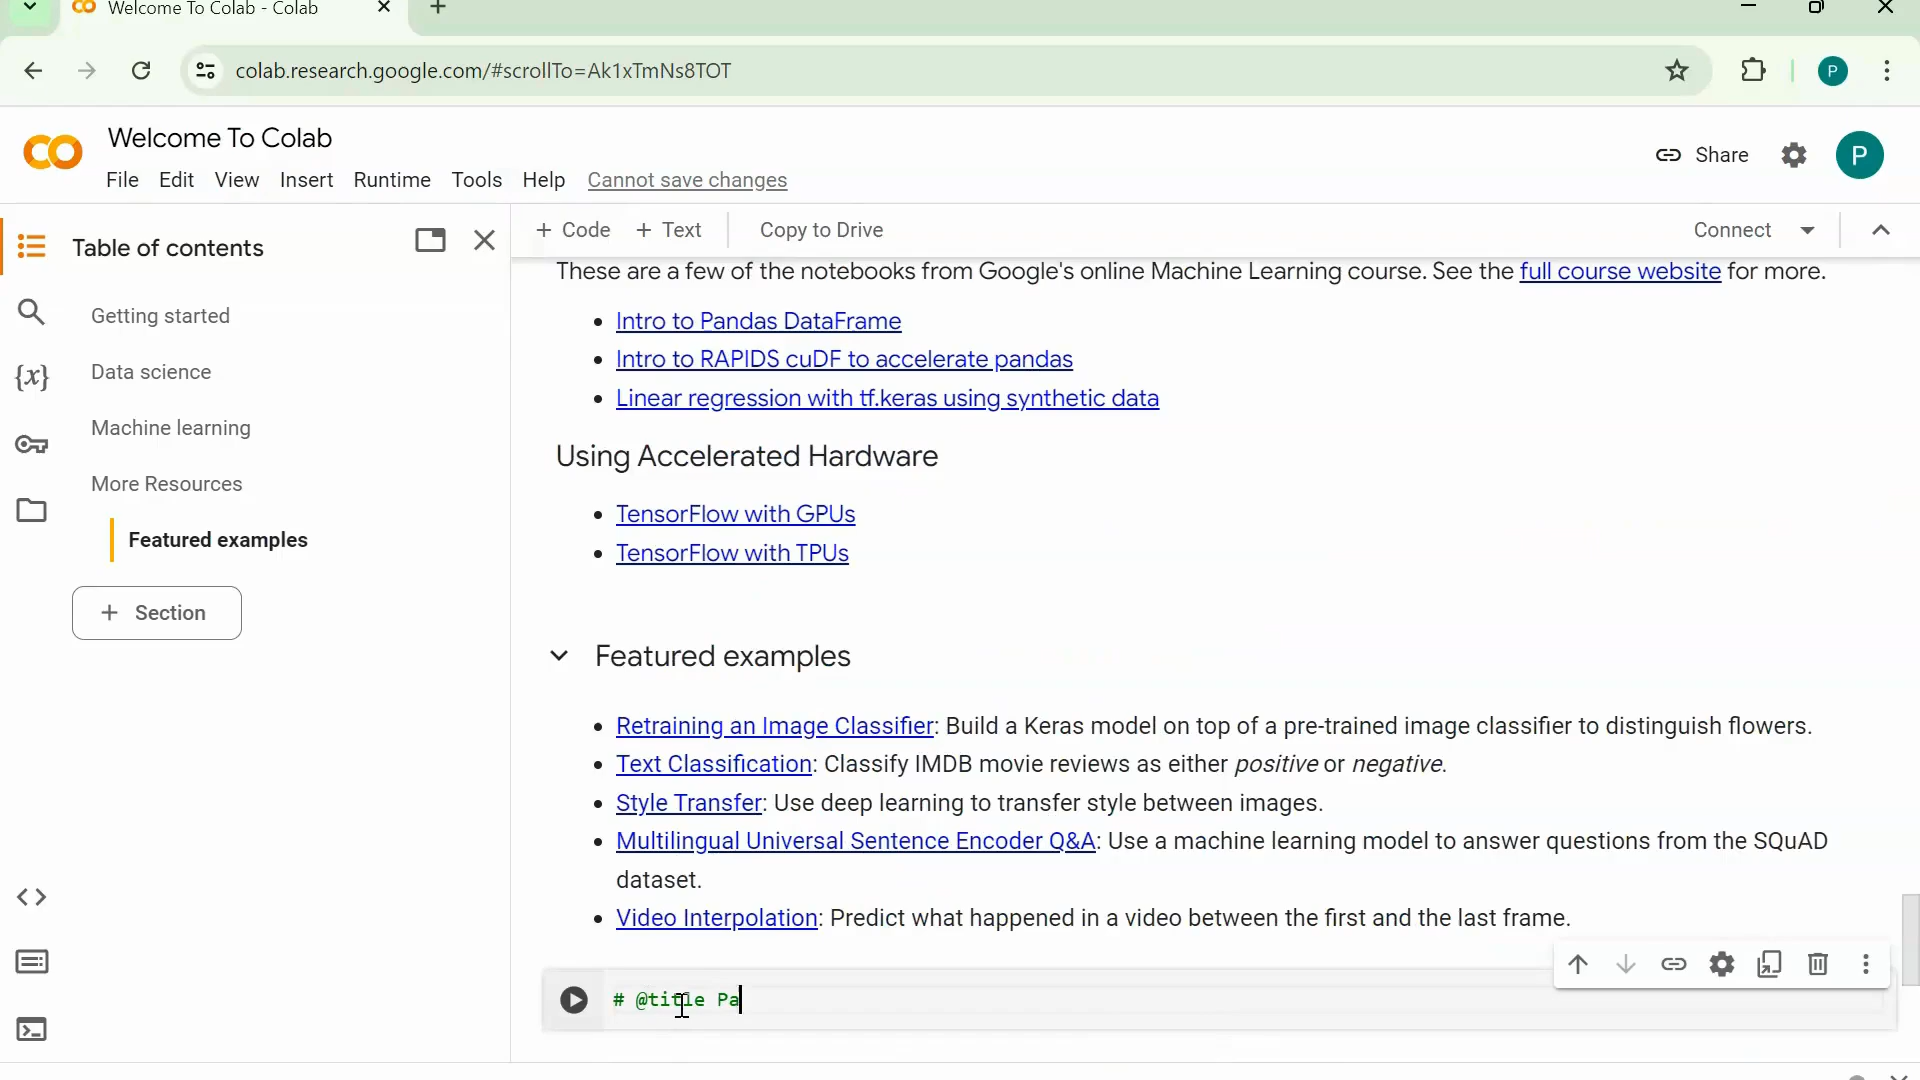 Welcome To Colab - Colab
colab.research.google.com/#scrollTo=Ak1xTmNs8TOT
P
Welcome To Colab
Share
P
File Edit View Insert Runtime Tools Help Cannot save changes
Table of contents
+ Code + Text Copy to Drive Connect
Getting started
Data science
Machine learning
More Resources
Featured examples
+ Section
These are a few of the notebooks from Google's online Machine Learning course. See the full course website for more.
• Intro to Pandas DataFrame
• Intro to RAPIDS cuDF to accelerate pandas
• Linear regression with tf.keras using synthetic data
Using Accelerated Hardware
• TensorFlow with GPUs
• TensorFlow with TPUs
Featured examples
• Retraining an Image Classifier: Build a Keras model on top of a pre-trained image classifier to distinguish flowers.
• Text Classification: Classify IMDB movie reviews as either positive or negative.
• Style Transfer: Use deep learning to transfer style between images.
• Multilingual Universal Sentence Encoder Q&A: Use a machine learning model to answer questions from the SQuAD
dataset.
• Video Interpolation: Predict what happened in a video between the first and the last frame.
# @title Pa